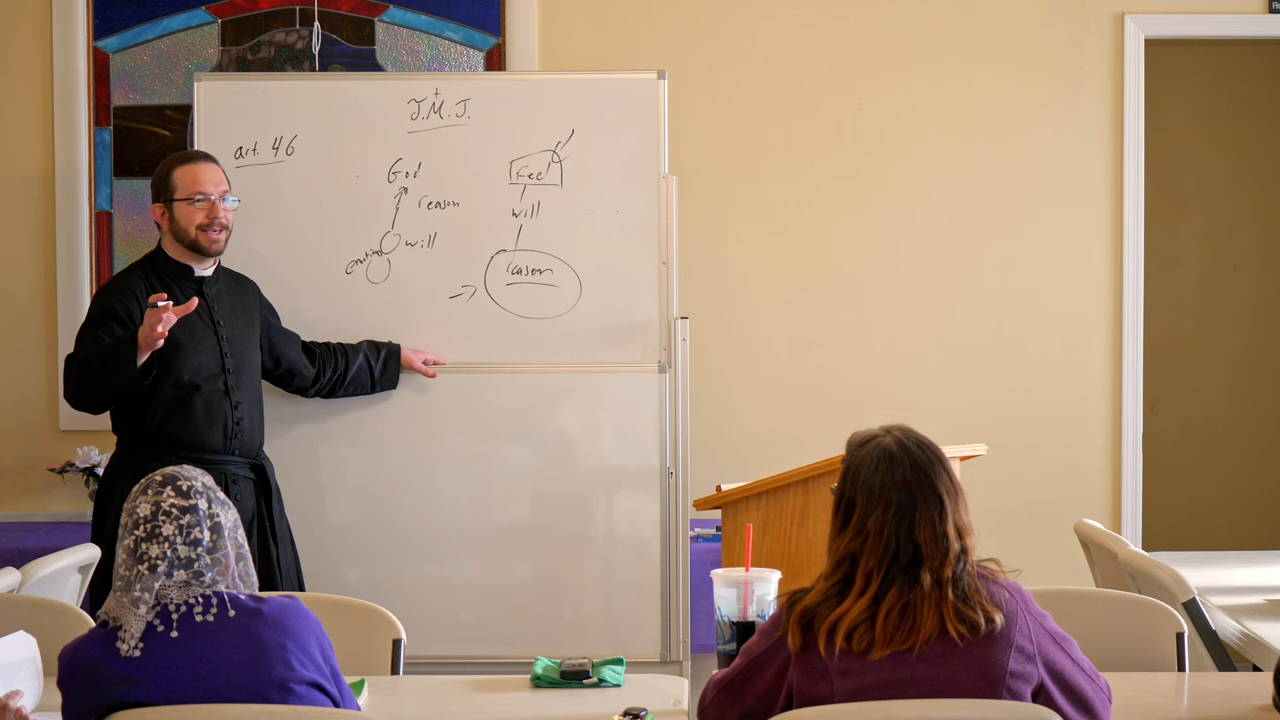 J.M.J.
art. 46
God
reason
will
emotion
Feel
will
reason